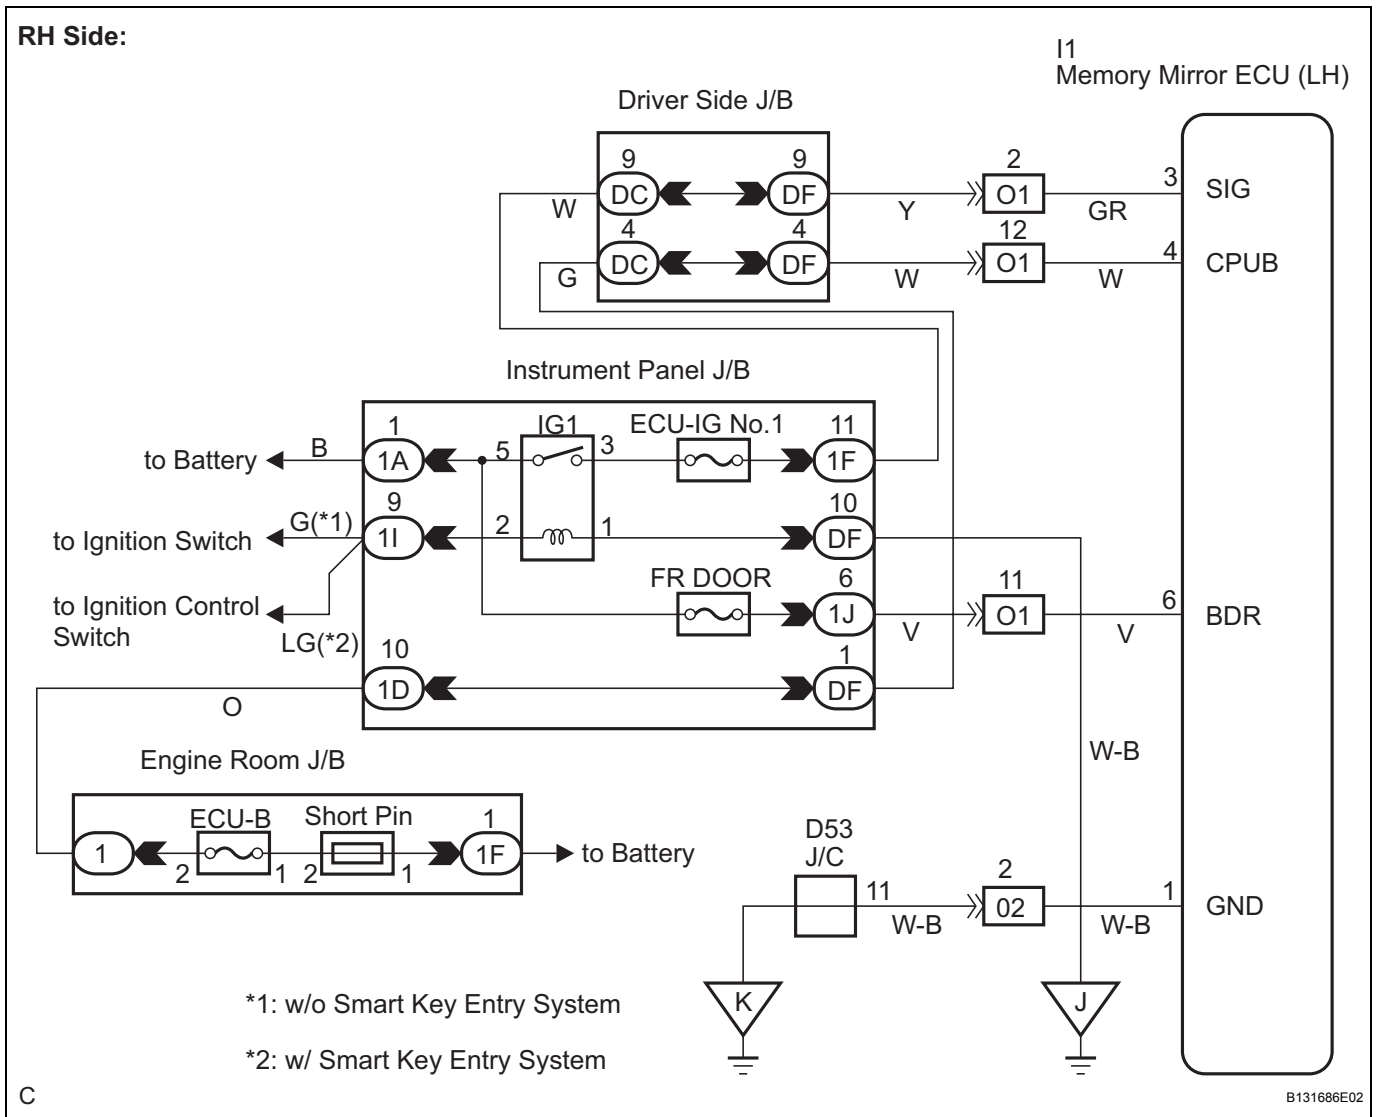 RH Side:
I1
Memory Mirror ECU (LH)
Driver Side J/B
9 9 2
DC DF O1 3 SIG
W Y GR
4 4 12
DC DF O1 4 CPUB
G W W
Instrument Panel J/B
1 IG1 ECU-IG No.1 11
to Battery B 1A 5 3 1F
9 10
to Ignition Switch G(*1) 1I 2 1 DF
FR DOOR 6 11
to Ignition Control
Switch
1J O1 6 BDR
V V
LG(*2) 10 1
1D DF
O
W-B
Engine Room J/B
ECU-B Short Pin 1
1 2 1 2 1 1F to Battery
D53
J/C
11 2
02 1 GND
W-B W-B
K J
*1: w/o Smart Key Entry System
*2: w/ Smart Key Entry System
C
B131686E02